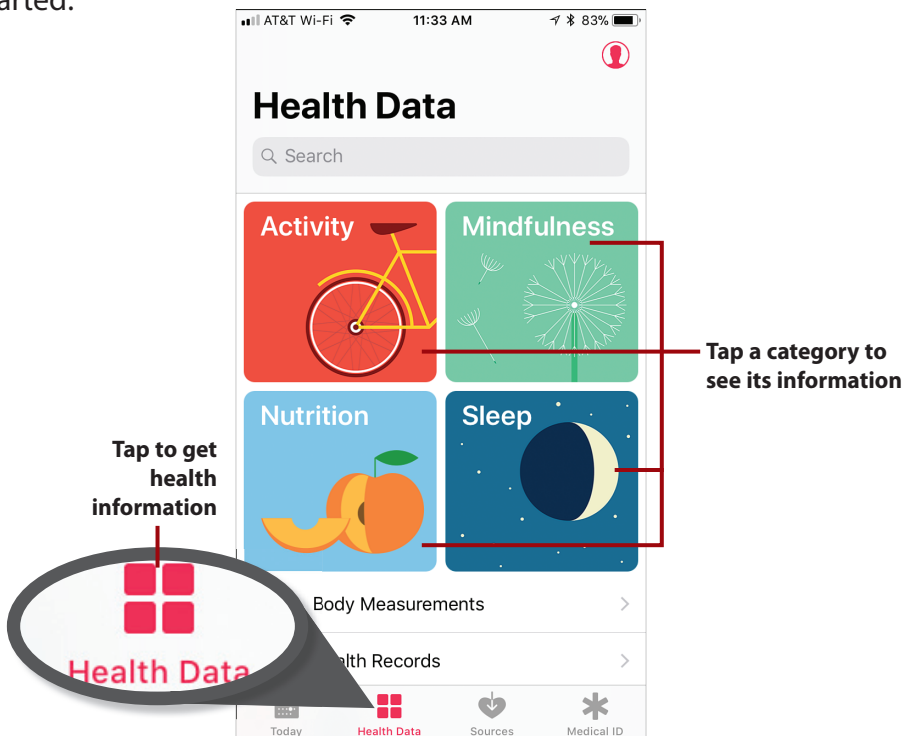 arted.
AT&T Wi-Fi 11:33 AM 83%
Health Data
Search
Activity
Mindfulness
Tap a category to
see its information
Nutrition
Sleep
Tap to get
health
information
Body Measurements
Health Data
alth Records
Today Health Data Sources Medical ID